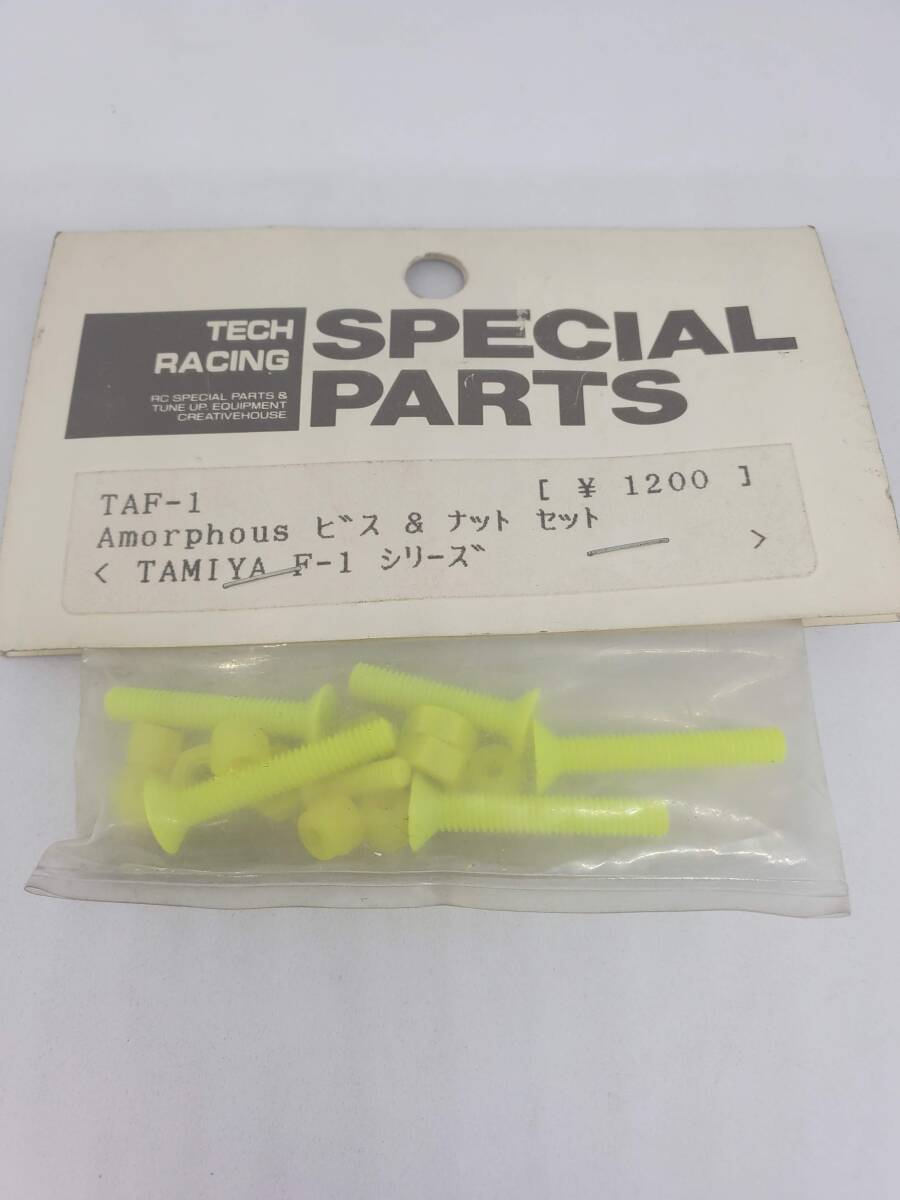 TECH
RACING
RC SPECIAL PARTS &
TUNE UP. EQUIPMENT
CREATIVEHOUSE
SPECIAL
PARTS
TAF-1 [ ¥ 1200 ]
Amorphous ビス & ナット セット
< TAMIYA F-1 シリーズ >